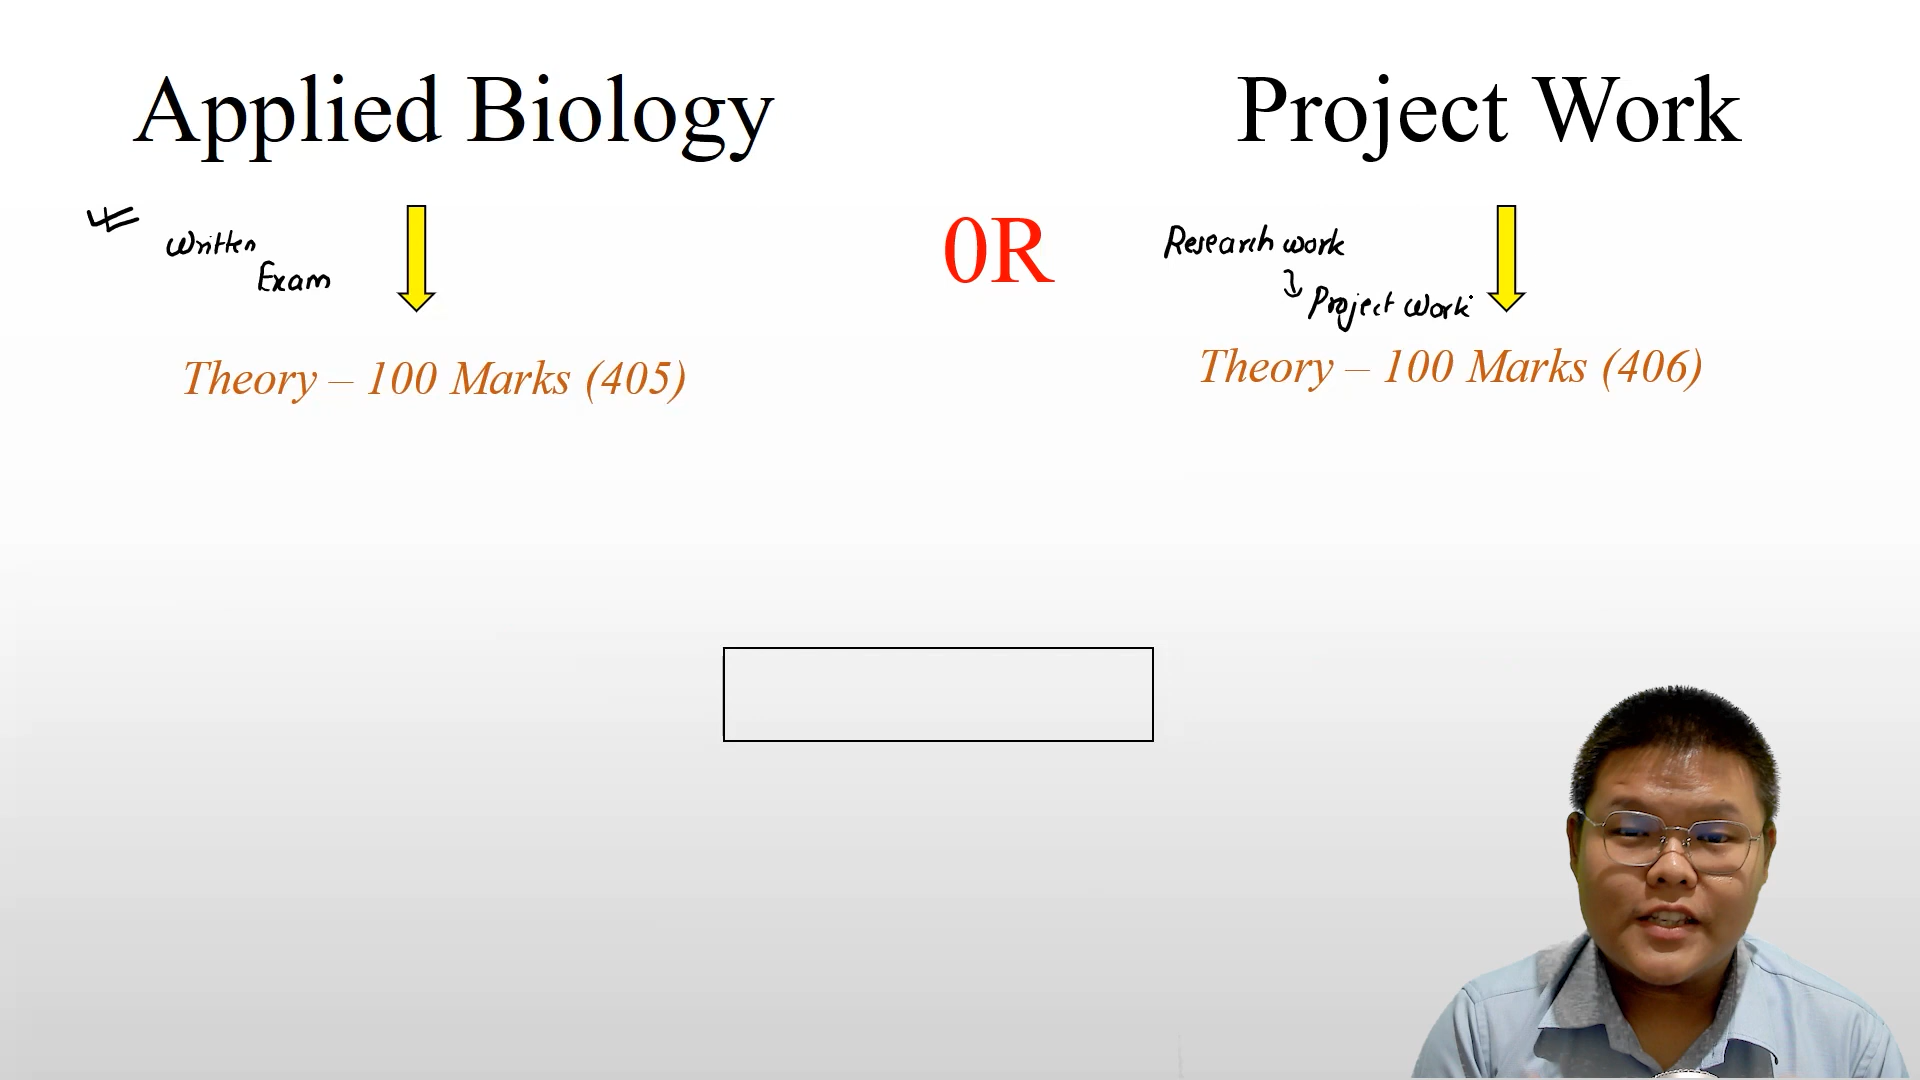 Applied Biology
Written
Exam
Theory – 100 Marks (405)
0R
Project Work
Research work
Project Work
Theory – 100 Marks (406)